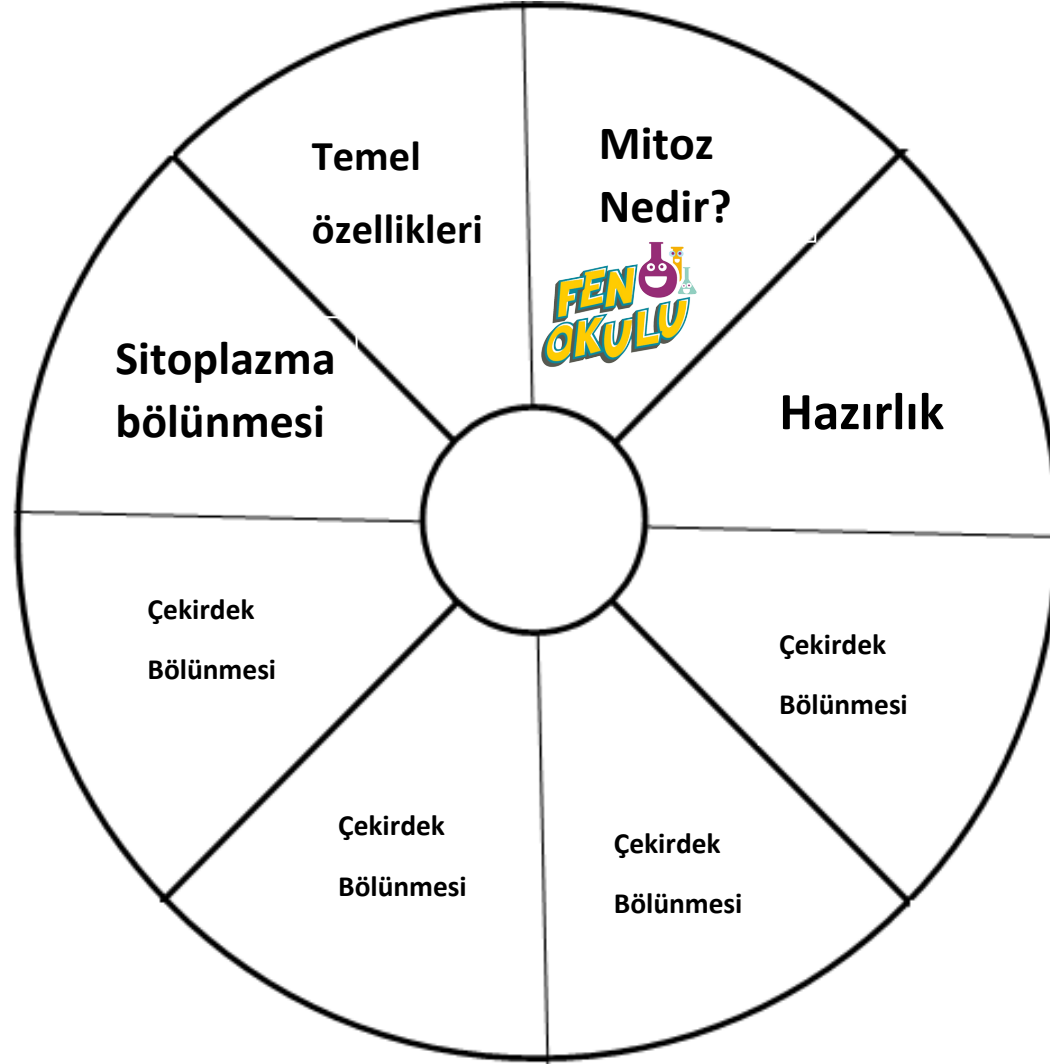 Mitoz
Nedir?
FEN
OKULU
Hazırlık
Çekirdek
Bölünmesi
Çekirdek
Bölünmesi
Çekirdek
Bölünmesi
Çekirdek
Bölünmesi
Sitoplazma
bölünmesi
Temel
özellikleri